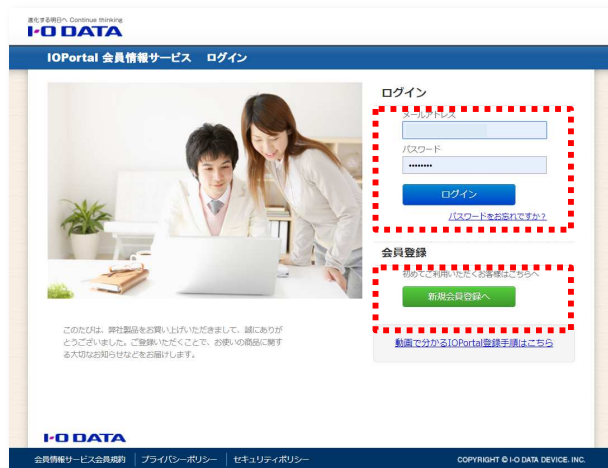 進化する明日へ Continue thinking
I-O DATA
IOPortal 会員情報サービス ログイン
ログイン
メールアドレス
パスワード
••••••••
ログイン
パスワードをお忘れですか?
会員登録
初めてご利用いただくお客様はこちらへ
新規会員登録へ
動画で分かるIOPortal登録手順はこちら
このたびは、弊社製品をお買い上げいただきまして、誠にありが
とうございました。ご登録いただくことで、お使いの商品に関す
る大切なお知らせなどをお届けします。
I-O DATA
会員情報サービス会員規約 プライバシーポリシー セキュリティポリシー
COPYRIGHT © I-O DATA DEVICE. INC.